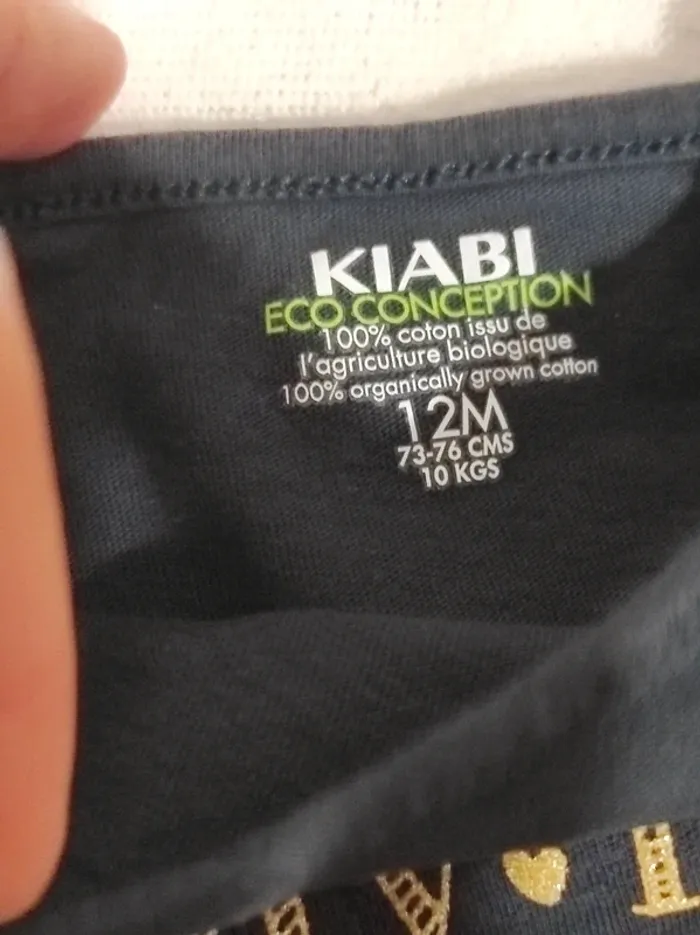 KIABI
ECO CONCEPTION
100% coton issu de
l'agriculture biologique
100% organically grown cotton
12M
73-76 CMS
10 KGS